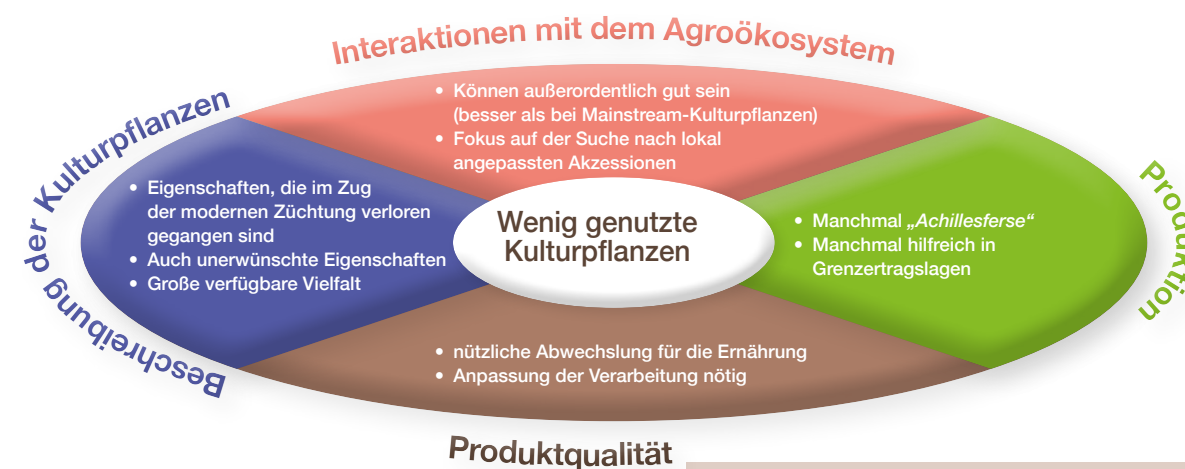 Interaktionen mit dem Agroökosystem
• Können außerordentlich gut sein
(besser als bei Mainstream-Kulturpflanzen)
• Fokus auf der Suche nach lokal
angepassten Akzessionen
Beschreibung der Kulturpflanzen
• Eigenschaften, die im Zug
der modernen Züchtung verloren
gegangen sind
• Auch unerwünschte Eigenschaften
• Große verfügbare Vielfalt
Wenig genutzte
Kulturpflanzen
• Manchmal „Achillesferse“
• Manchmal hilfreich in
Grenzertragslagen
Produktion
• nützliche Abwechslung für die Ernährung
• Anpassung der Verarbeitung nötig
Produktqualität